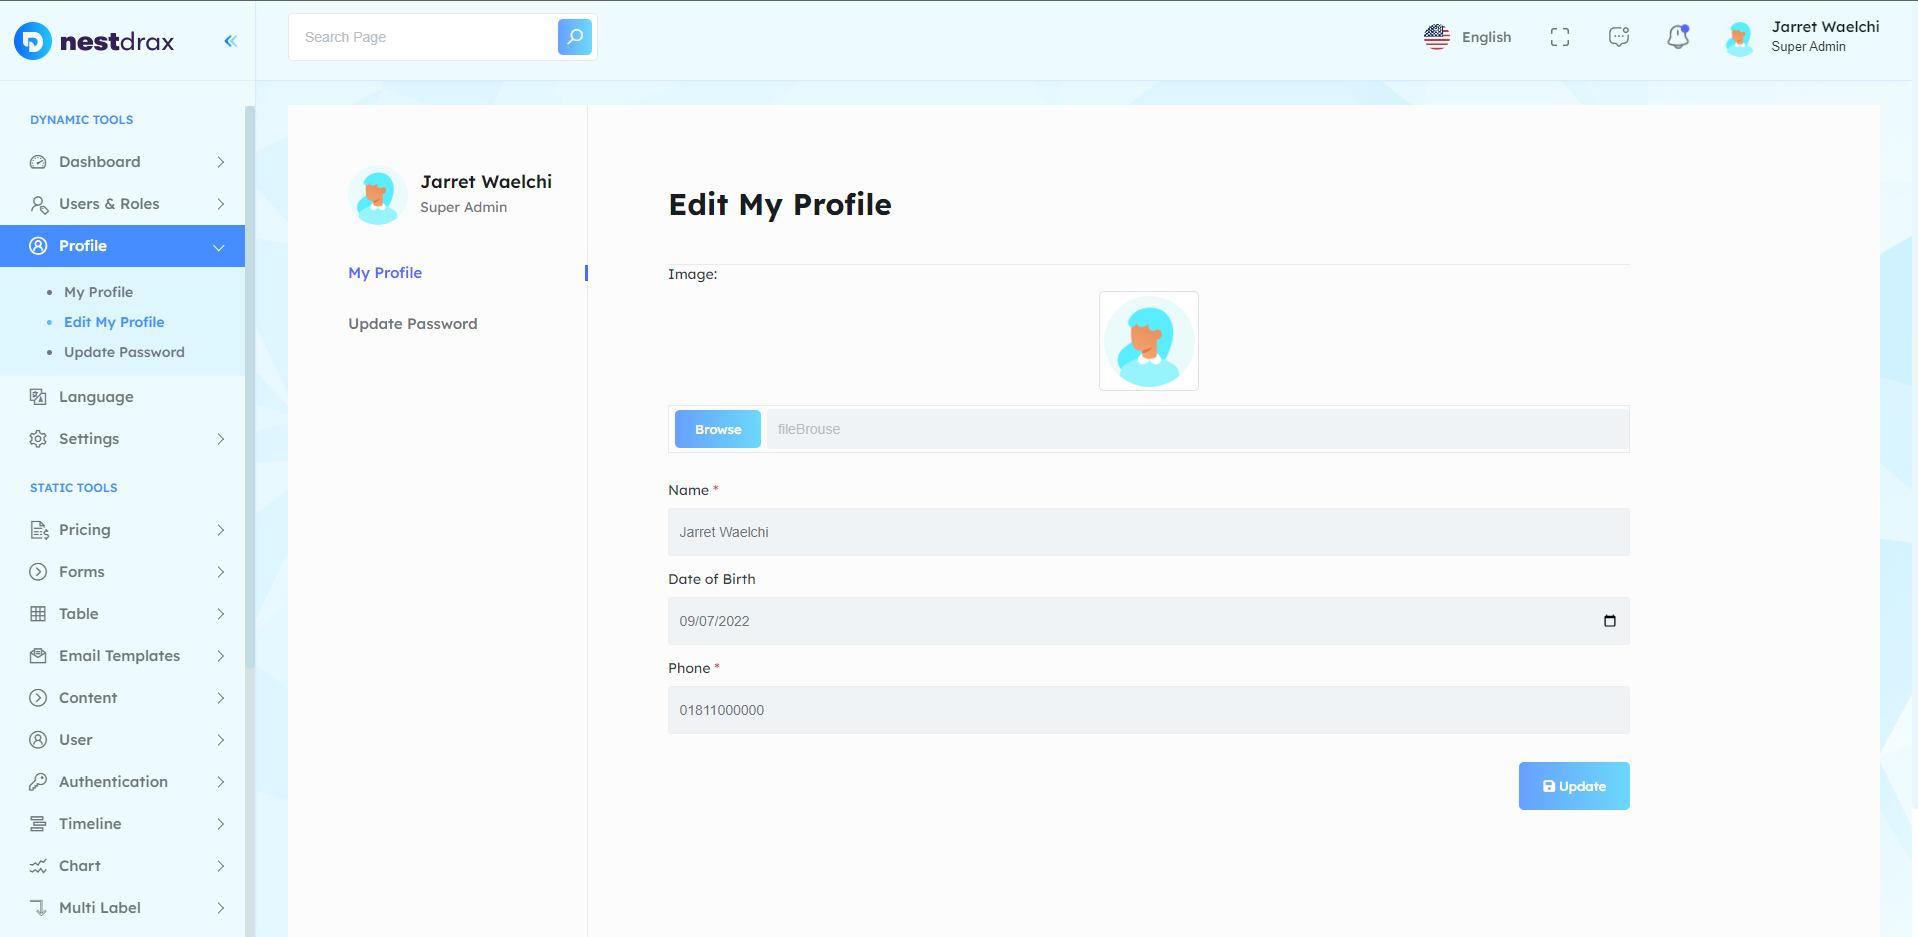 nestdrax
Search Page
English
Jarret Waelchi
Super Admin
DYNAMIC TOOLS
Dashboard
Users & Roles
Profile
My Profile
Edit My Profile
Update Password
Language
Settings
STATIC TOOLS
Pricing
Forms
Table
Email Templates
Content
User
Authentication
Timeline
Chart
Multi Label
Jarret Waelchi
Super Admin
My Profile
Update Password
Edit My Profile
Image:
Browse
fileBrouse
Name *
Jarret Waelchi
Date of Birth
09/07/2022
Phone *
01811000000
Update